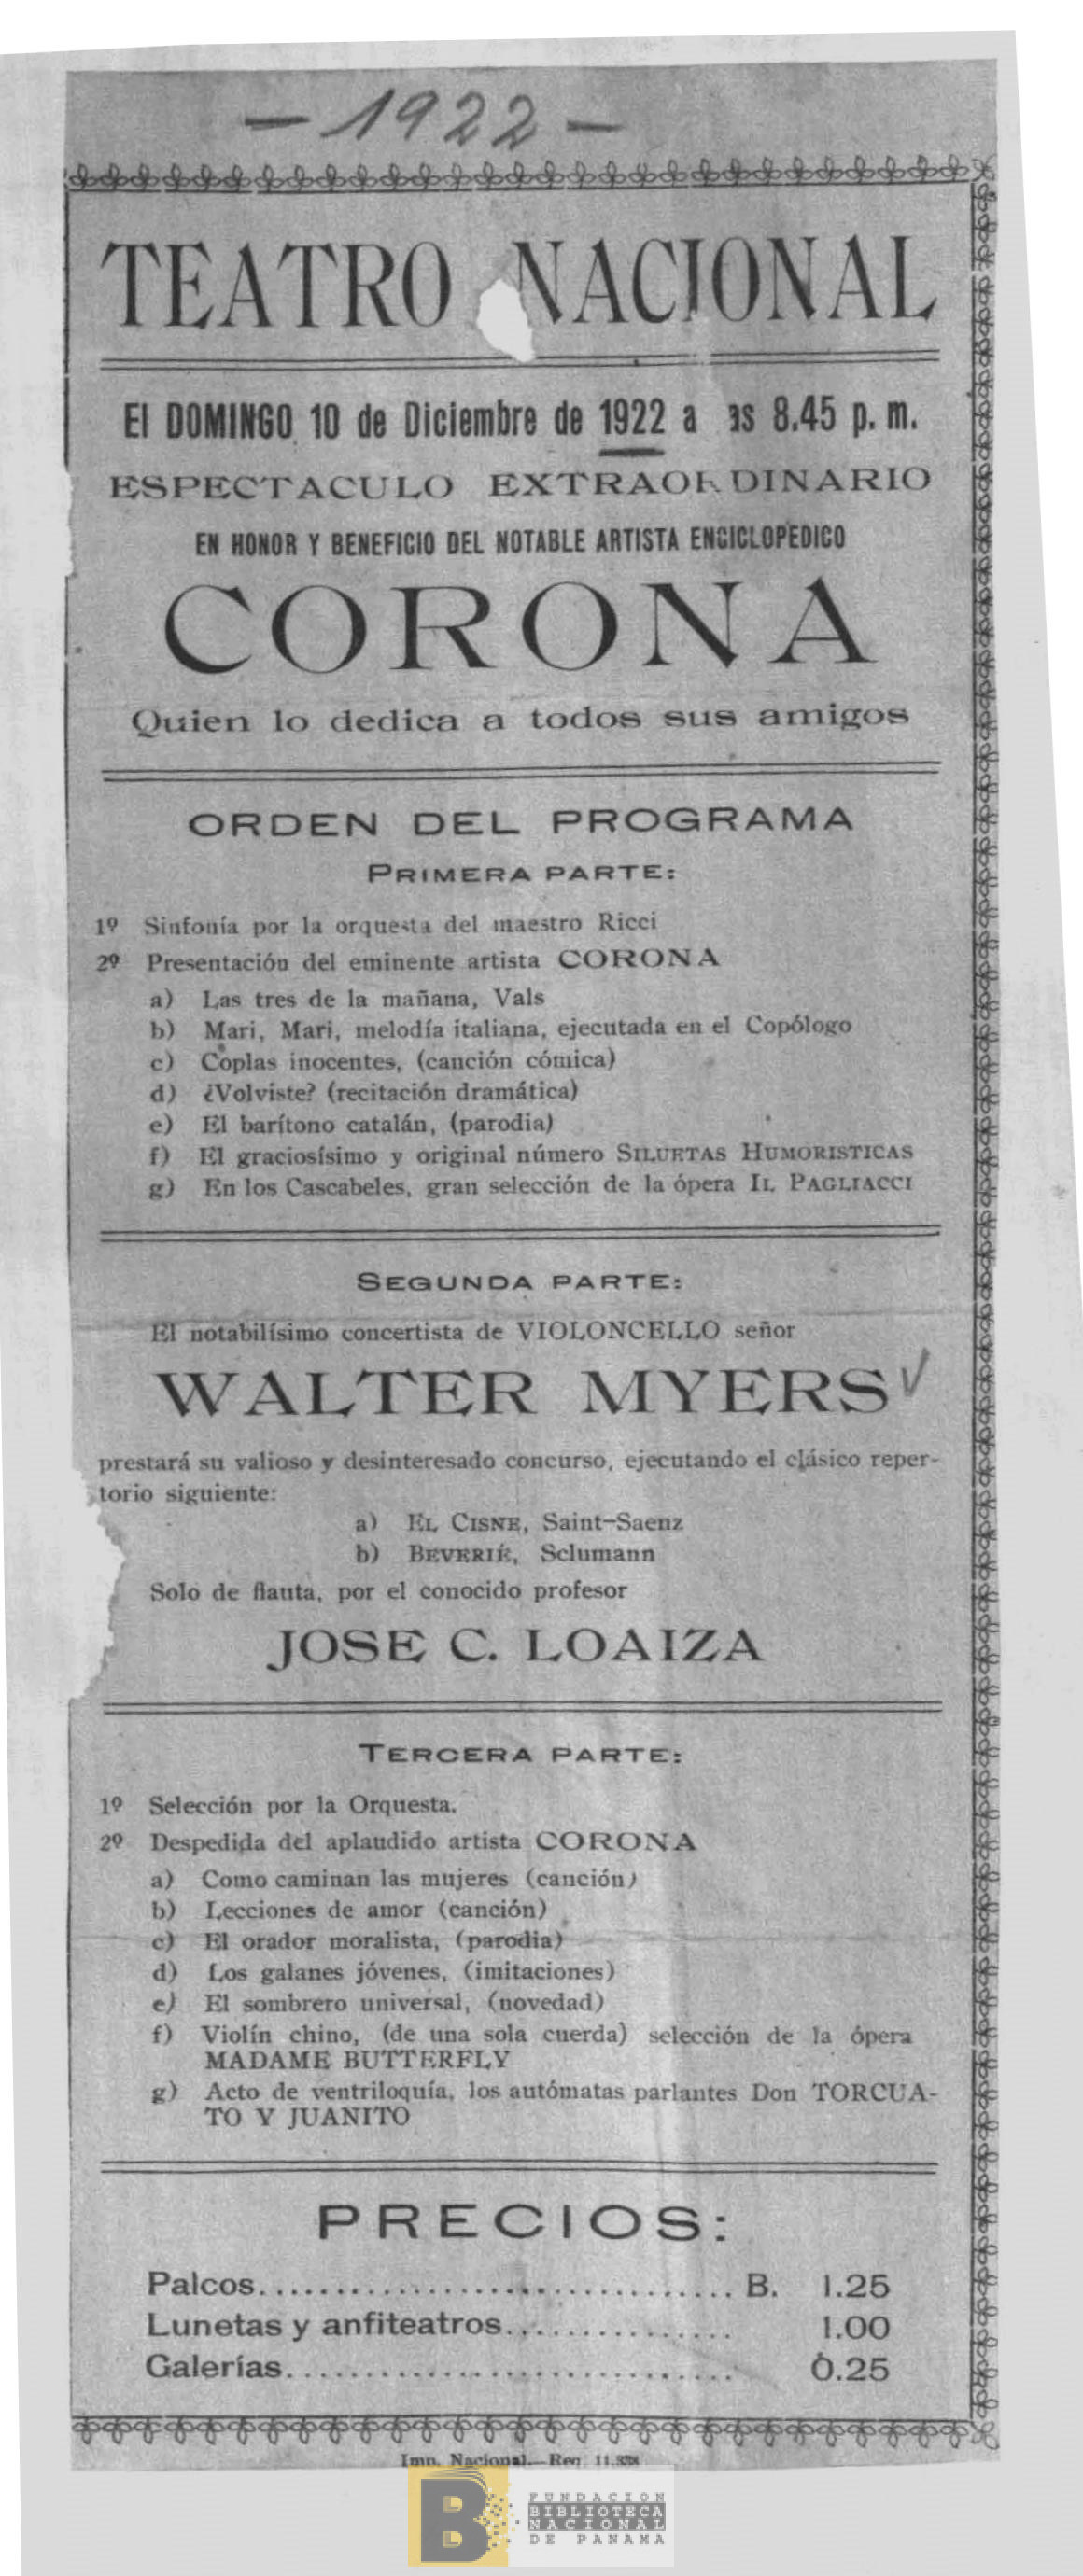 - 1922 -
TEATRO NACIONAL
El DOMINGO 10 de Diciembre de 1922 a as 8.45 p. m.
ESPECTACULO EXTRAORDINARIO
EN HONOR Y BENEFICIO DEL NOTABLE ARTISTA ENCICLOPEDICO
CORONA
Quien lo dedica a todos sus amigos
ORDEN DEL PROGRAMA
PRIMERA PARTE:
1º Sinfonía por la orquesta del maestro Ricci
2º Presentación del eminente artista CORONA
a) Las tres de la mañana, Vals
b) Mari, Mari, melodía italiana, ejecutada en el Copólogo
c) Coplas inocentes, (canción cómica)
d) ¿Volviste? (recitación dramática)
e) El barítono catalán, (parodia)
f) El graciosísimo y original número SILUETAS HUMORISTICAS
g) En los Cascabeles, gran selección de la ópera IL PAGLIACCI
SEGUNDA PARTE:
El notabilísimo concertista de VIOLONCELLO señor
WALTER MYERS
prestará su valioso y desinteresado concurso, ejecutando el clásico reper-
torio siguiente:
a) EL CISNE, Saint-Saenz
b) BEVERIÉ, Sclumann
Solo de flauta, por el conocido profesor
JOSE C. LOAIZA
TERCERA PARTE:
1º Selección por la Orquesta.
2º Despedida del aplaudido artista CORONA
a) Como caminan las mujeres (canción)
b) Lecciones de amor (canción)
c) El orador moralista, (parodia)
d) Los galanes jóvenes, (imitaciones)
e) El sombrero universal, (novedad)
f) Violín chino, (de una sola cuerda) selección de la ópera
MADAME BUTTERFLY
g) Acto de ventriloquía, los autómatas parlantes Don TORCUA-
TO Y JUANITO
PRECIOS:
Palcos.............................. B. 1.25
Lunetas y anfiteatros............... 1.00
Galerías............................. 0.25
Imp. Nacional.—Req.
B
FUNDACION
BIBLIOTECA
NACIONAL
DE PANAMA